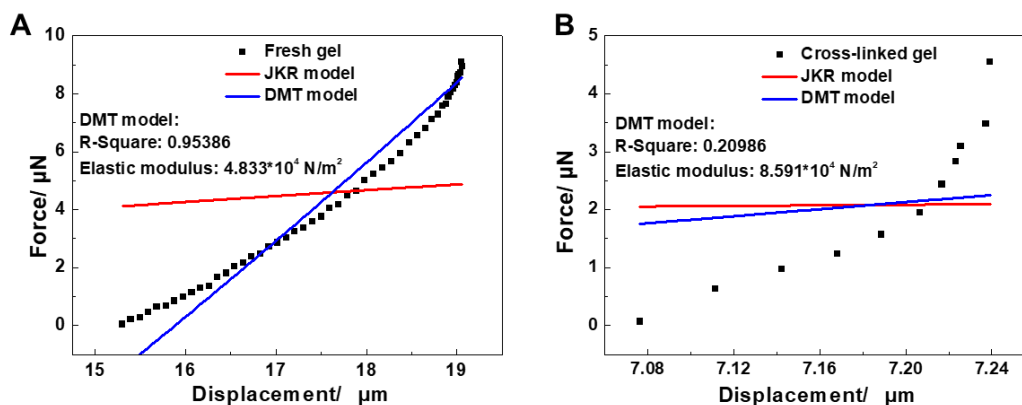 A
Fresh gel
JKR model
DMT model
DMT model:
R-Square: 0.95386
Elastic modulus: 4.833*10⁴ N/m²
Force/ μN
10
8
6
4
2
0
15
16
17
18
19
Displacement/ μm
B
Cross-linked gel
JKR model
DMT model
DMT model:
R-Square: 0.20986
Elastic modulus: 8.591*10⁴ N/m²
Force/ μN
5
4
3
2
1
0
7.08
7.12
7.16
7.20
7.24
Displacement/ μm